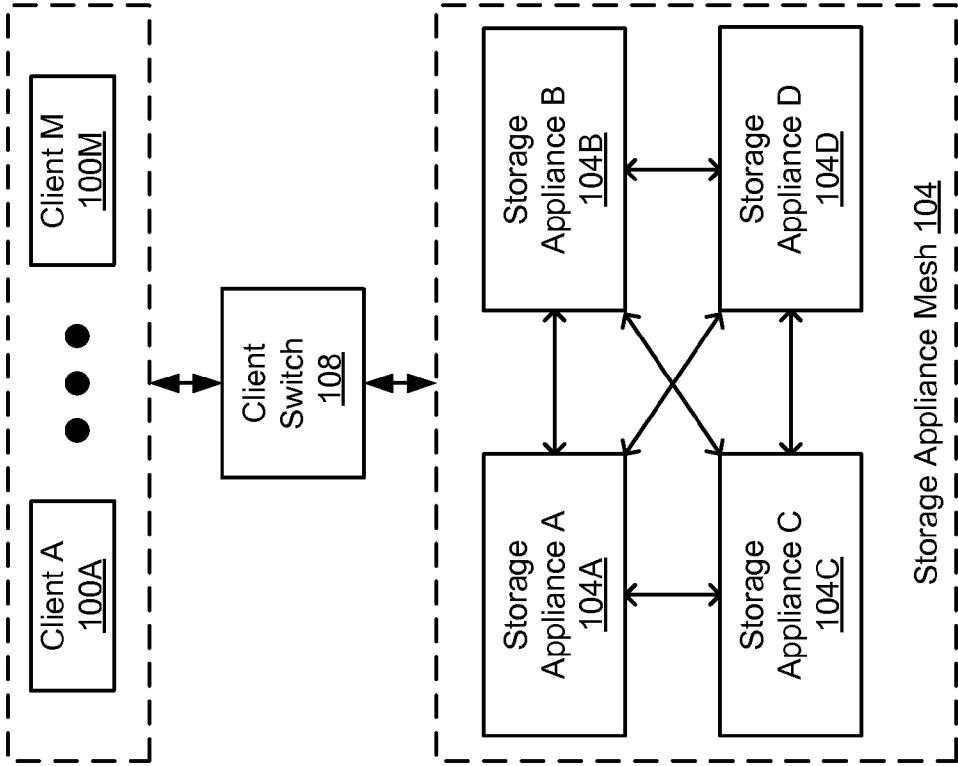 Client A
100A
Client M
100M
Client
Switch
108
Storage
Appliance A
104A
Storage
Appliance B
104B
Storage
Appliance C
104C
Storage
Appliance D
104D
Storage Appliance Mesh 104